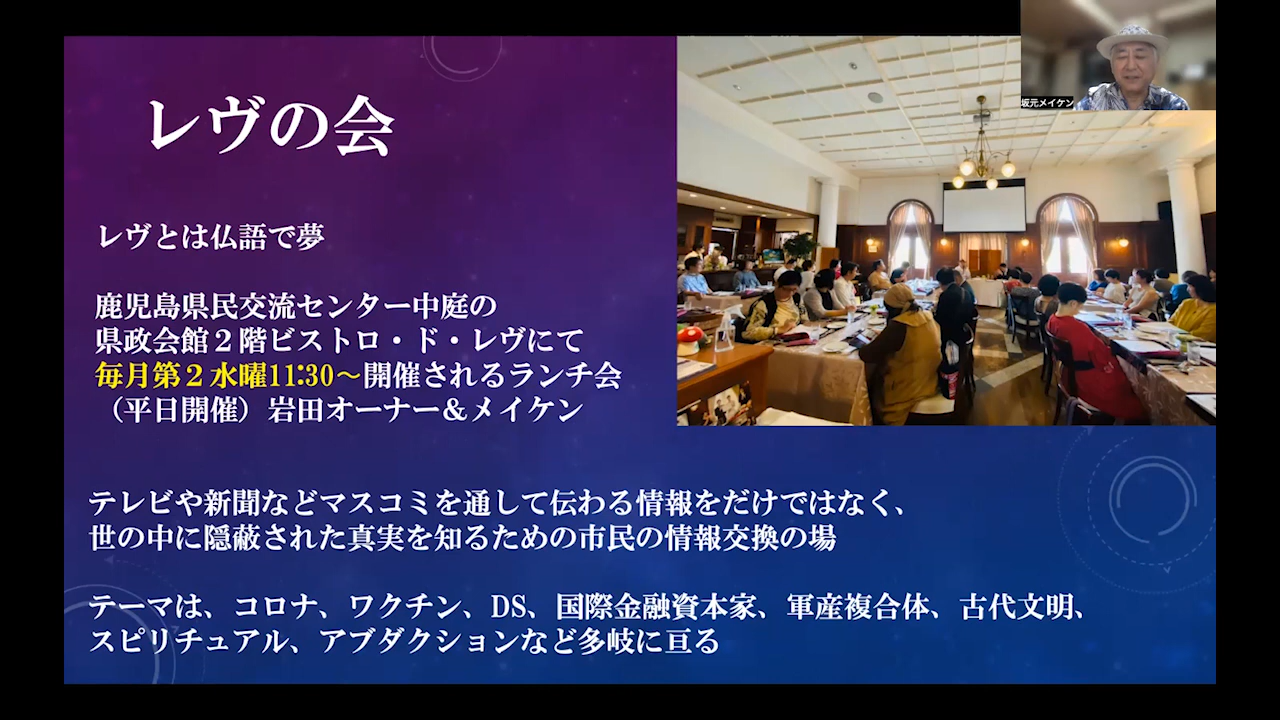 レヴの会
坂元メイケン
レヴとは仏語で夢
鹿児島県民交流センター中庭の
県政会館２階ビストロ・ド・レヴにて
毎月第２水曜11:30～開催されるランチ会
（平日開催）岩田オーナー＆メイケン
テレビや新聞などマスコミを通して伝わる情報をだけではなく、
世の中に隠蔽された真実を知るための市民の情報交換の場
テーマは、コロナ、ワクチン、DS、国際金融資本家、軍産複合体、古代文明、
スピリチュアル、アブダクションなど多岐に亘る